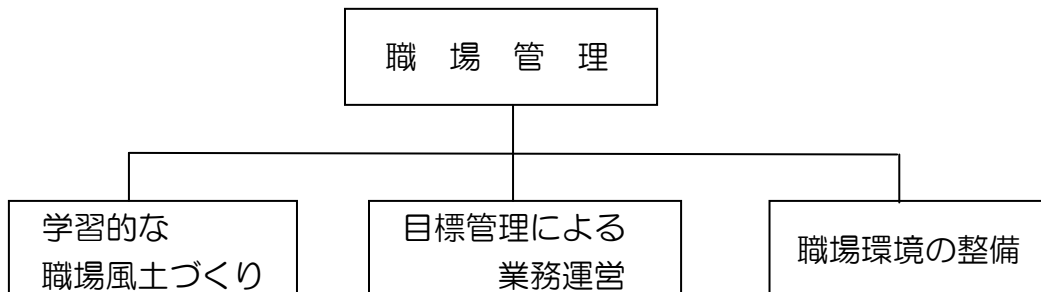 職　場　管　理
学習的な
職場風土づくり
目標管理による
業務運営
職場環境の整備